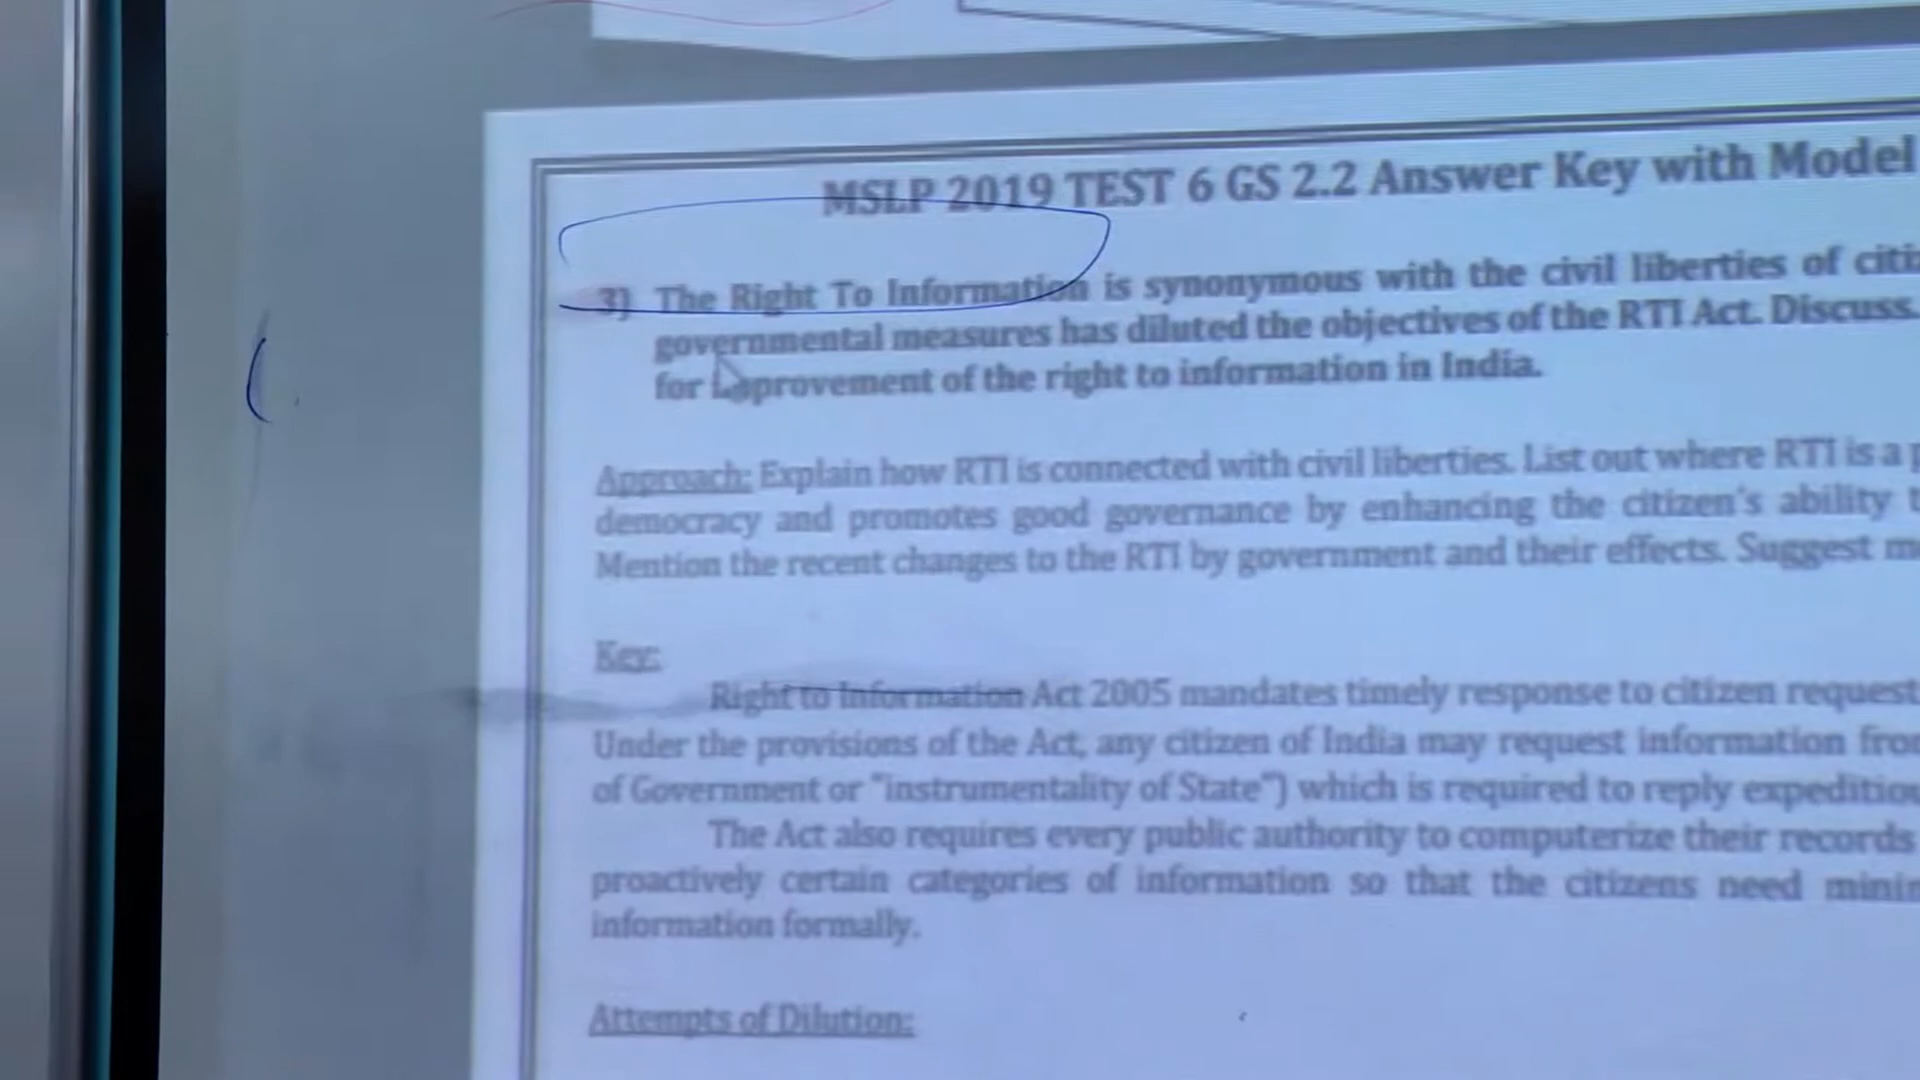 MSLP 2019 TEST 6 GS 2.2 Answer Key with Model
3) The Right To Information is synonymous with the civil liberties of
governmental measures has diluted the objectives of the RTI Act. Discuss.
for improvement of the right to information in India.
Approach: Explain how RTI is connected with civil liberties. List out where RTI is a
democracy and promotes good governance by enhancing the citizen's ability
Mention the recent changes to the RTI by government and their effects. Suggest
Key:
Right to Information Act 2005 mandates timely response to citizen
Under the provisions of the Act, any citizen of India may request information
of Government or "instrumentality of State") which is required to reply
The Act also requires every public authority to computerize their records
proactively certain categories of information so that the citizens need
information formally.
Attempts of Dilution: